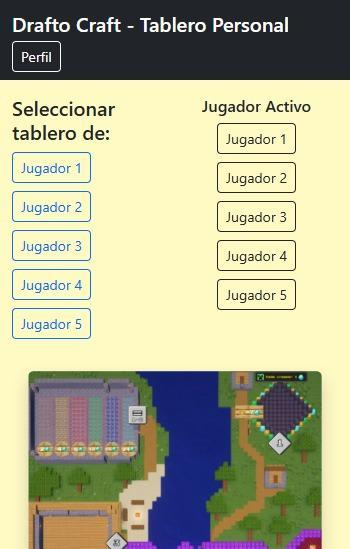 Drafto Craft - Tablero Personal
Perfil
Seleccionar
tablero de:
Jugador 1
Jugador 2
Jugador 3
Jugador 4
Jugador 5
Jugador Activo
Jugador 1
Jugador 2
Jugador 3
Jugador 4
Jugador 5